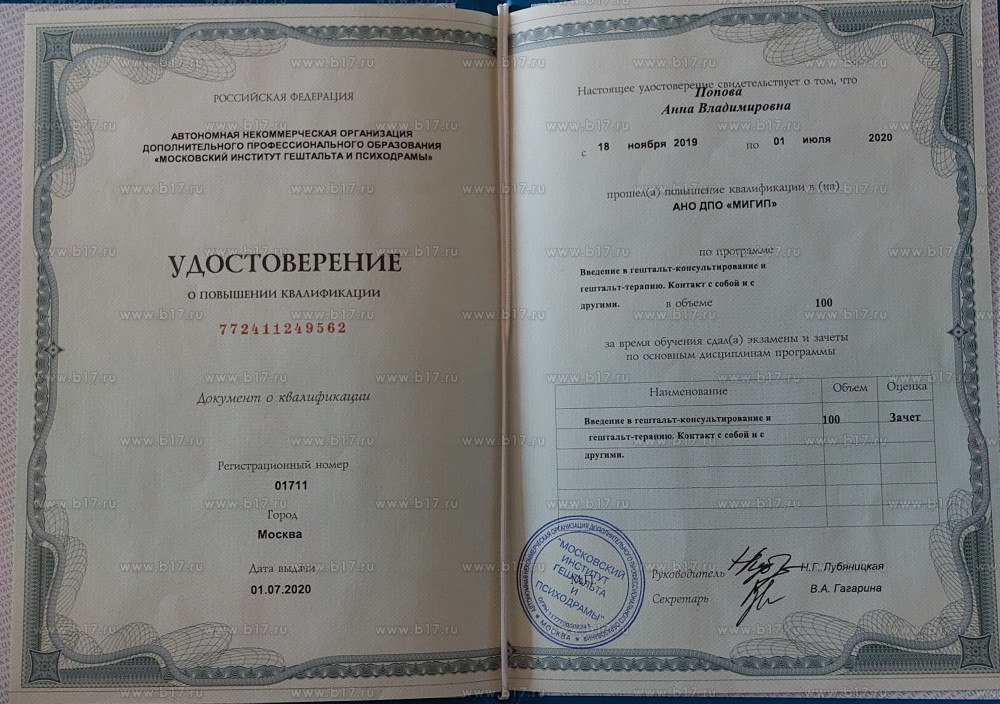 РОССИЙСКАЯ ФЕДЕРАЦИЯ
АВТОНОМНАЯ НЕКОММЕРЧЕСКАЯ ОРГАНИЗАЦИЯ
ДОПОЛНИТЕЛЬНОГО ПРОФЕССИОНАЛЬНОГО ОБРАЗОВАНИЯ
«МОСКОВСКИЙ ИНСТИТУТ ГЕШТАЛЬТА И ПСИХОДРАМЫ»
УДОСТОВЕРЕНИЕ
О ПОВЫШЕНИИ КВАЛИФИКАЦИИ
772411249562
Документ о квалификации
Регистрационный номер
01711
Город
Москва
Дата выдачи
01.07.2020
Настоящее удостоверение свидетельствует о том, что
Попова
Анна Владимировна
с 18 ноября 2019 по 01 июля 2020
прошел(а) повышение квалификации в (на)
АНО ДПО «МИГИП»
по программе
Введение в гештальт-консультирование и
гештальт-терапию. Контакт с собой и с
другими. в объеме 100
за время обучения сдал(а) экзамены и зачеты
по основным дисциплинам программы
Наименование Объем Оценка
Введение в гештальт-консультирование и 100 Зачет
гештальт-терапию. Контакт с собой и с
другими.
"МОСКОВСКИЙ
ИНСТИТУТ
ГЕШТАЛЬТА
И
ПСИХОДРАМЫ"
МОСКВА
Руководитель Н.Г. Лубяницкая
Секретарь В.А. Гагарина
www.b17.ru